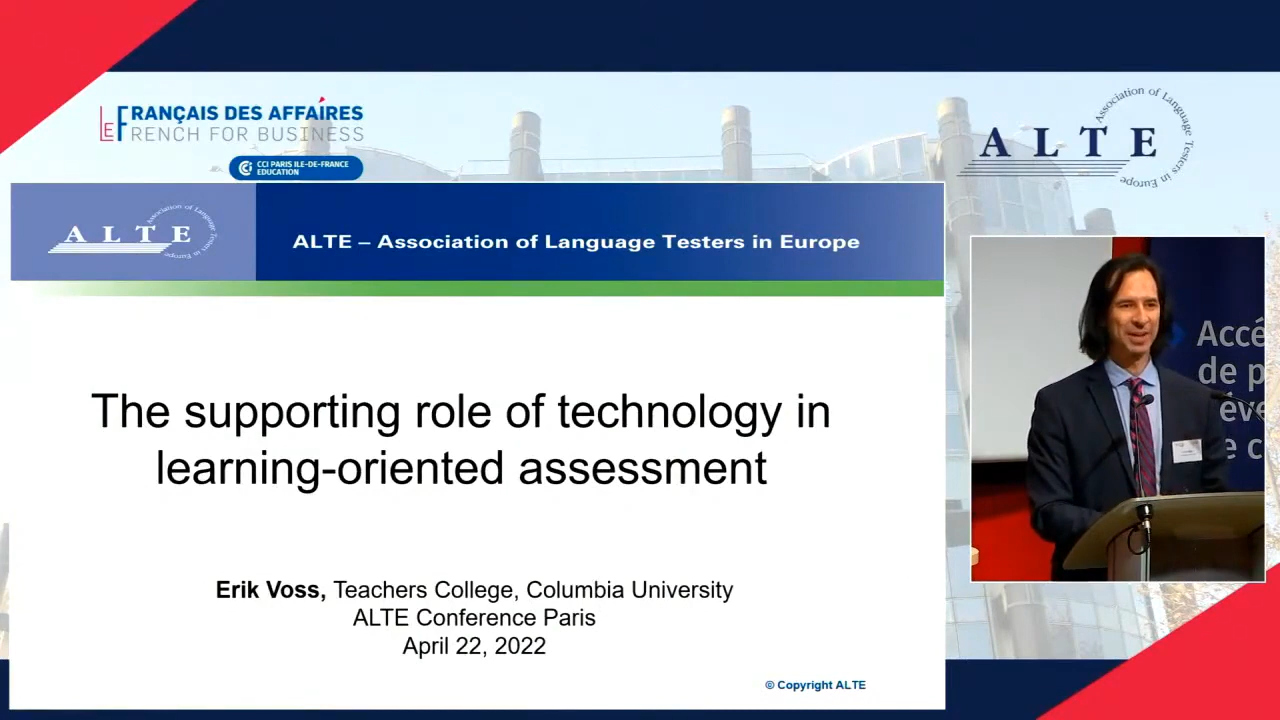 LE FRANÇAIS DES AFFAIRES
FRENCH FOR BUSINESS
CCI PARIS ILE-DE-FRANCE
EDUCATION
ALTE
Association of Language Testers in Europe
ALTE
Association of Language Testers in Europe
ALTE – Association of Language Testers in Europe
The supporting role of technology in
learning-oriented assessment
Erik Voss, Teachers College, Columbia University
ALTE Conference Paris
April 22, 2022
© Copyright ALTE
Accé
de p
éve
e c